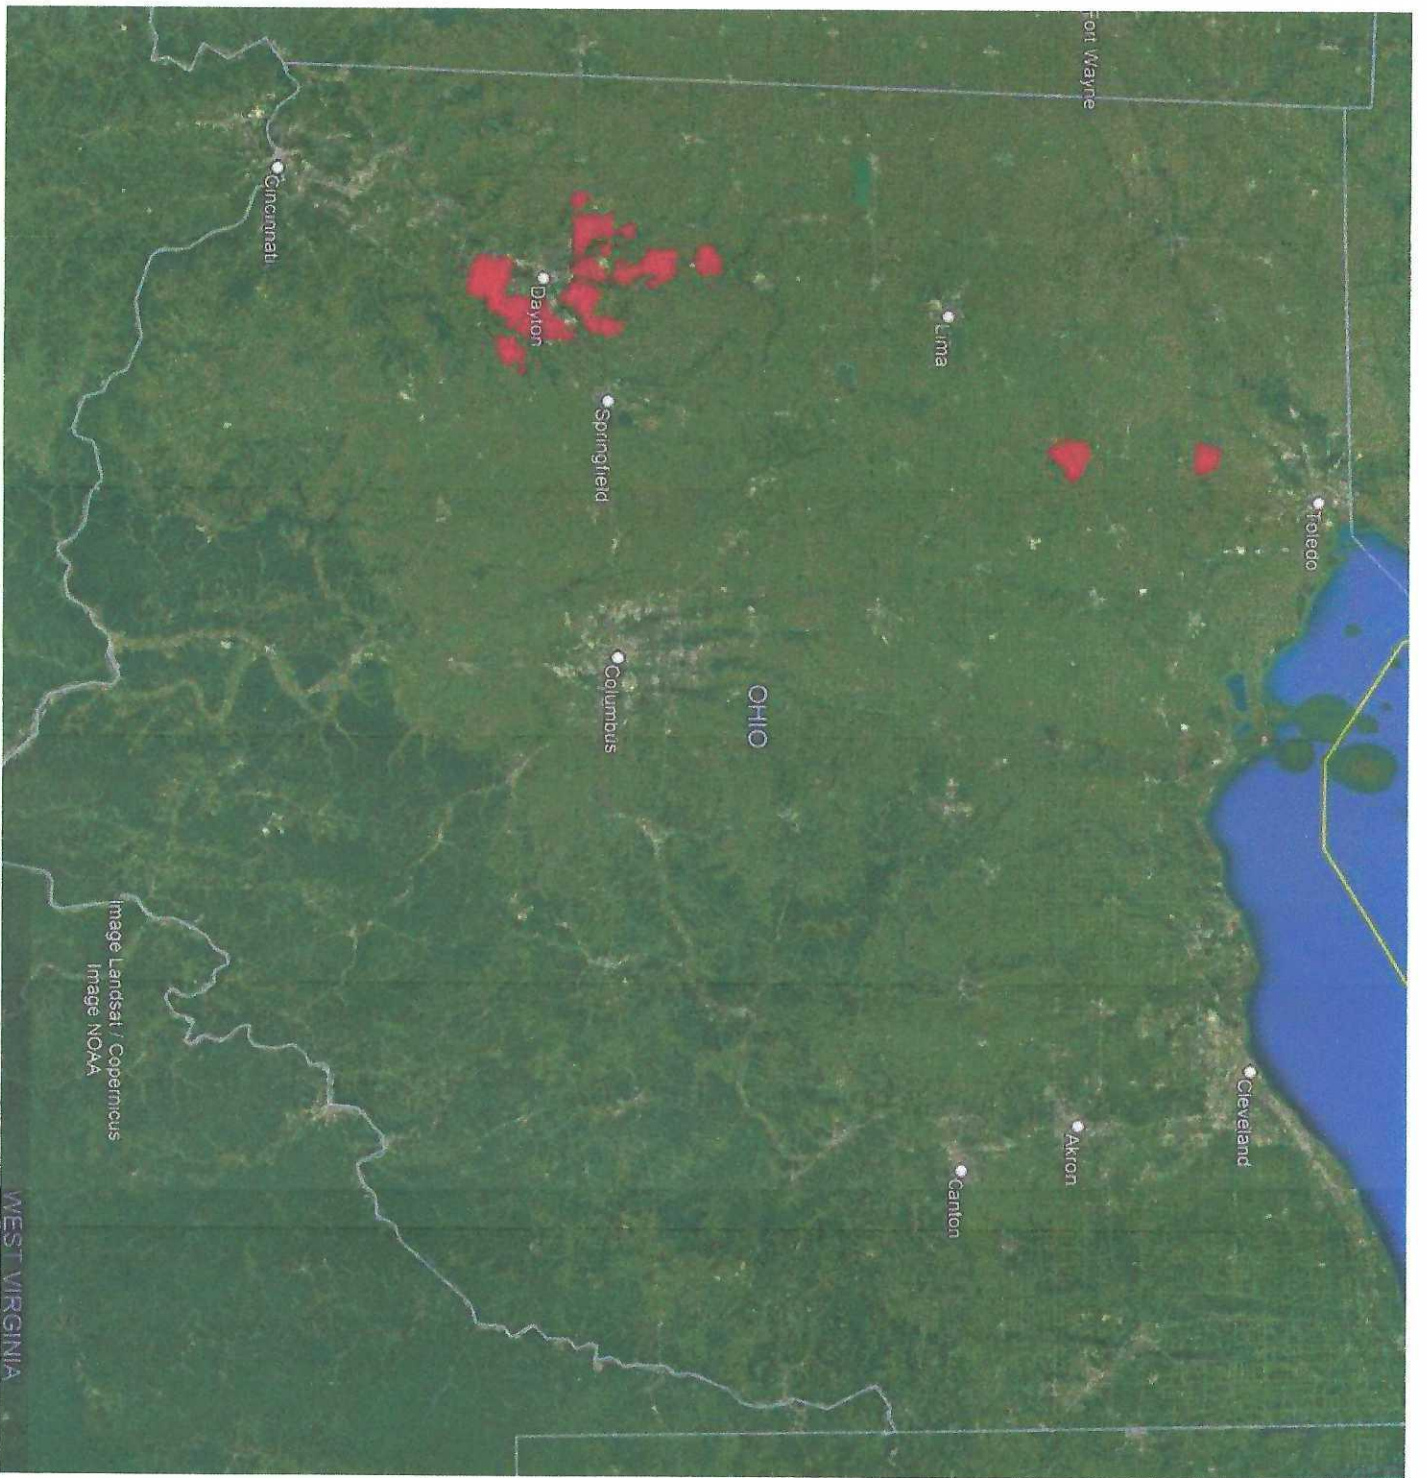 Toledo
Cleveland
Fort Wayne
Akron
Lima
Canton
OHIO
Columbus
Springfield
Dayton
Cincinnati
Image Landsat / Copernicus
Image NOAA
WEST VIRGINIA